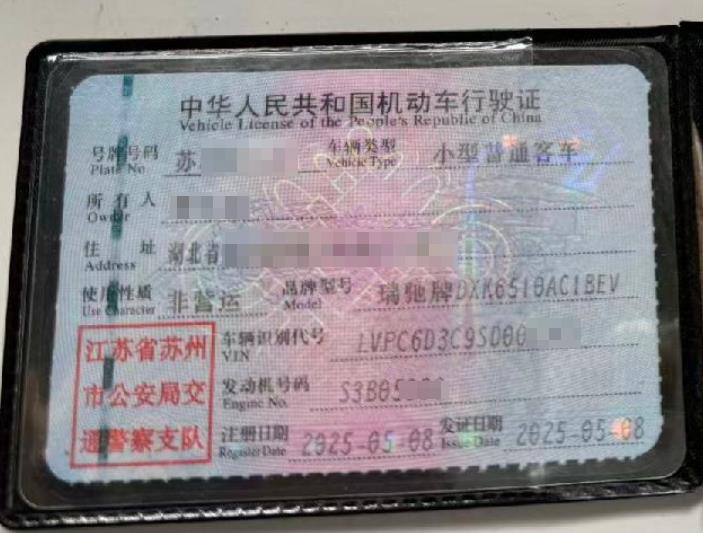 中华人民共和国机动车行驶证
Vehicle License of the People's Republic of China
号牌号码 苏 车辆类型 小型普通客车
Plate No. Vehicle Type
所有人
Owner
住址 湖北省
Address
使用性质 非营运 品牌型号 瑞驰牌DXK6510AC1BEV
Use Character Model
江苏省苏州
市公安局交
通警察支队
车辆识别代号 LVPC6D3C9SD00
VIN
发动机号码 S3B05
Engine No.
注册日期 2025-05-08 发证日期 2025-05-08
Register Date Issue Date